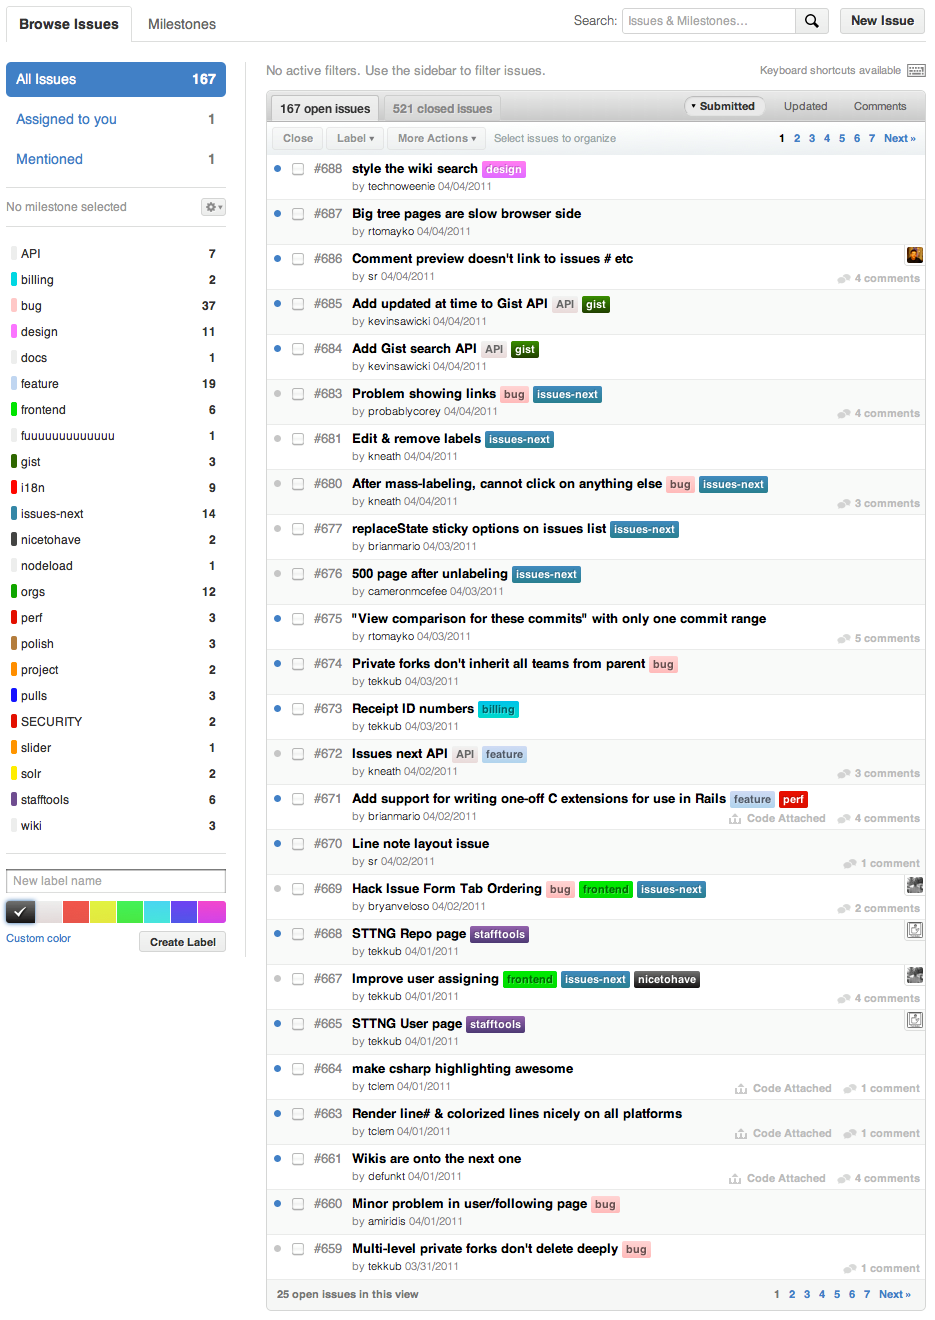 Browse Issues Milestones Search: Issues & Milestones... New Issue
All Issues 167
Assigned to you 1
Mentioned 1
No milestone selected
API 7
billing 2
bug 37
design 11
docs 1
feature 19
frontend 6
fuuuuuuuuuuuuu 1
gist 3
i18n 9
issues-next 14
nicetohave 2
nodeload 1
orgs 12
perf 3
polish 3
project 2
pulls 3
SECURITY 2
slider 1
solr 2
stafftools 6
wiki 3
New label name
Custom color Create Label
No active filters. Use the sidebar to filter issues. Keyboard shortcuts available
167 open issues 521 closed issues Submitted Updated Comments
Close Label More Actions Select issues to organize 1 2 3 4 5 6 7 Next »
#688 style the wiki search design
by technoweenie 04/04/2011
#687 Big tree pages are slow browser side
by rtomayko 04/04/2011
#686 Comment preview doesn't link to issues # etc
by sr 04/04/2011 4 comments
#685 Add updated at time to Gist API API gist
by kevinsawicki 04/04/2011
#684 Add Gist search API API gist
by kevinsawicki 04/04/2011
#683 Problem showing links bug issues-next
by probablycorey 04/04/2011 4 comments
#681 Edit & remove labels issues-next
by kneath 04/04/2011
#680 After mass-labeling, cannot click on anything else bug issues-next
by kneath 04/04/2011 3 comments
#677 replaceState sticky options on issues list issues-next
by brianmario 04/03/2011
#676 500 page after unlabeling issues-next
by cameronmcefee 04/03/2011
#675 "View comparison for these commits" with only one commit range
by rtomayko 04/03/2011 5 comments
#674 Private forks don't inherit all teams from parent bug
by tekkub 04/03/2011
#673 Receipt ID numbers billing
by tekkub 04/03/2011
#672 Issues next API API feature
by kneath 04/02/2011 3 comments
#671 Add support for writing one-off C extensions for use in Rails feature perf
by brianmario 04/02/2011 Code Attached 4 comments
#670 Line note layout issue
by sr 04/02/2011 1 comment
#669 Hack Issue Form Tab Ordering bug frontend issues-next
by bryanveloso 04/02/2011 2 comments
#668 STTNG Repo page stafftools
by tekkub 04/01/2011
#667 Improve user assigning frontend issues-next nicetohave
by tekkub 04/01/2011 4 comments
#665 STTNG User page stafftools
by tekkub 04/01/2011
#664 make csharp highlighting awesome
by tclem 04/01/2011 Code Attached 1 comment
#663 Render line# & colorized lines nicely on all platforms
by tclem 04/01/2011 Code Attached 1 comment
#661 Wikis are onto the next one
by defunkt 04/01/2011 Code Attached 4 comments
#660 Minor problem in user/following page bug
by amiridis 04/01/2011
#659 Multi-level private forks don't delete deeply bug
by tekkub 03/31/2011 1 comment
25 open issues in this view 1 2 3 4 5 6 7 Next »